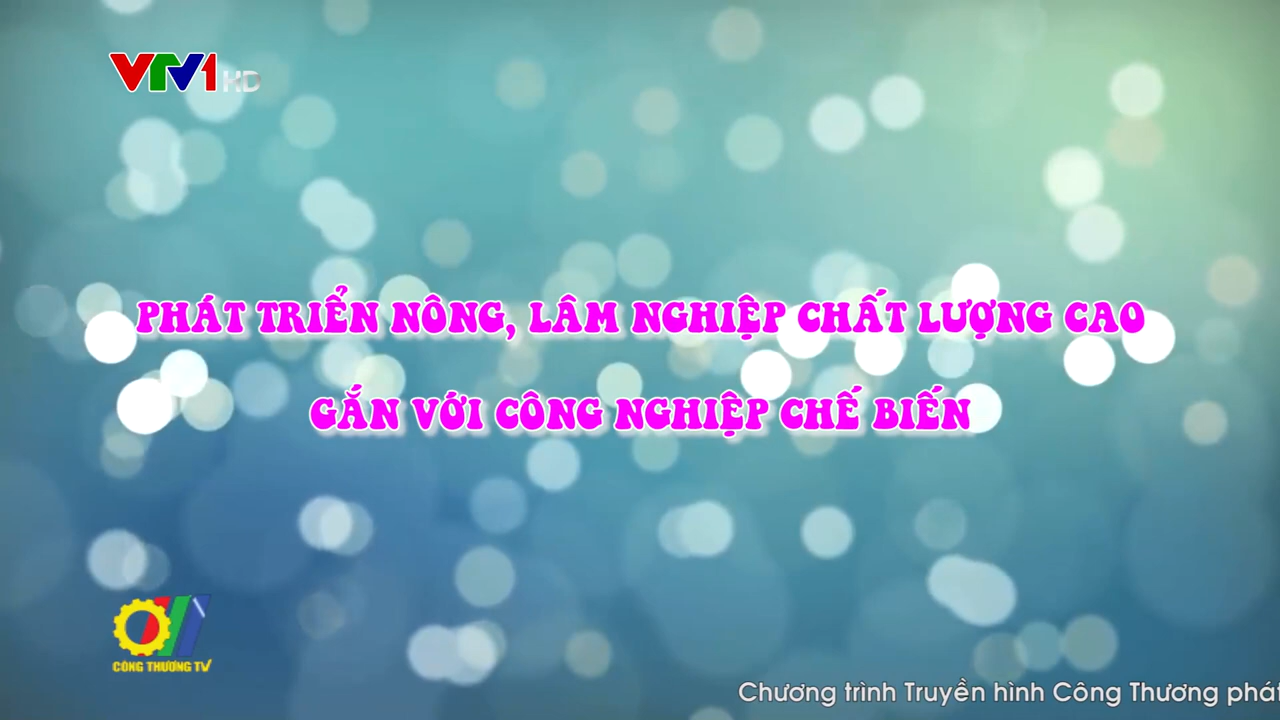 VTV1 HD
PHÁT TRIỂN NÔNG, LÂM NGHIỆP CHẤT LƯỢNG CAO
GẮN VỚI CÔNG NGHIỆP CHẾ BIẾN
CÔNG THƯƠNG TV
Chương trình Truyền hình Công Thương phát